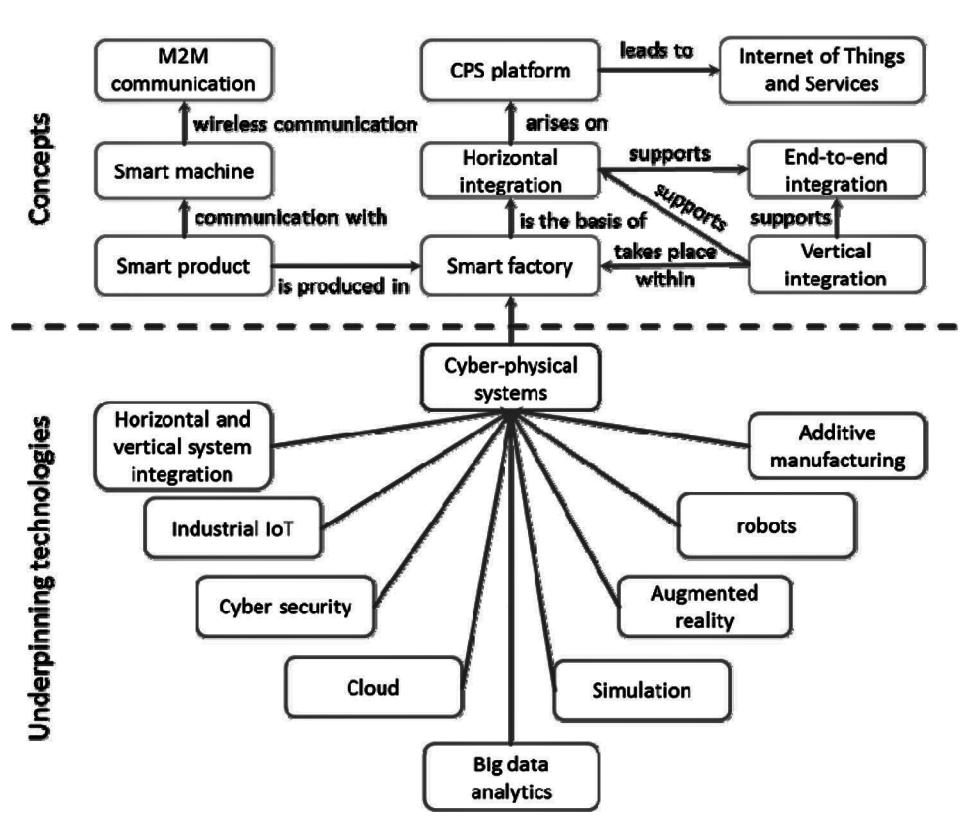 M2M
communication
CPS platform
leads to
Internet of Things
and Services
wireless communication
arises on
Concepts
Smart machine
Horizontal
integration
supports
End-to-end
integration
communication with
is the basis of
supports
supports
Smart product
is produced in
Smart factory
takes place
within
Vertical
integration
Underpinning technologies
Cyber-physical
systems
Horizontal and
vertical system
integration
Additive
manufacturing
Industrial IoT
robots
Cyber security
Augmented
reality
Cloud
Simulation
Big data
analytics